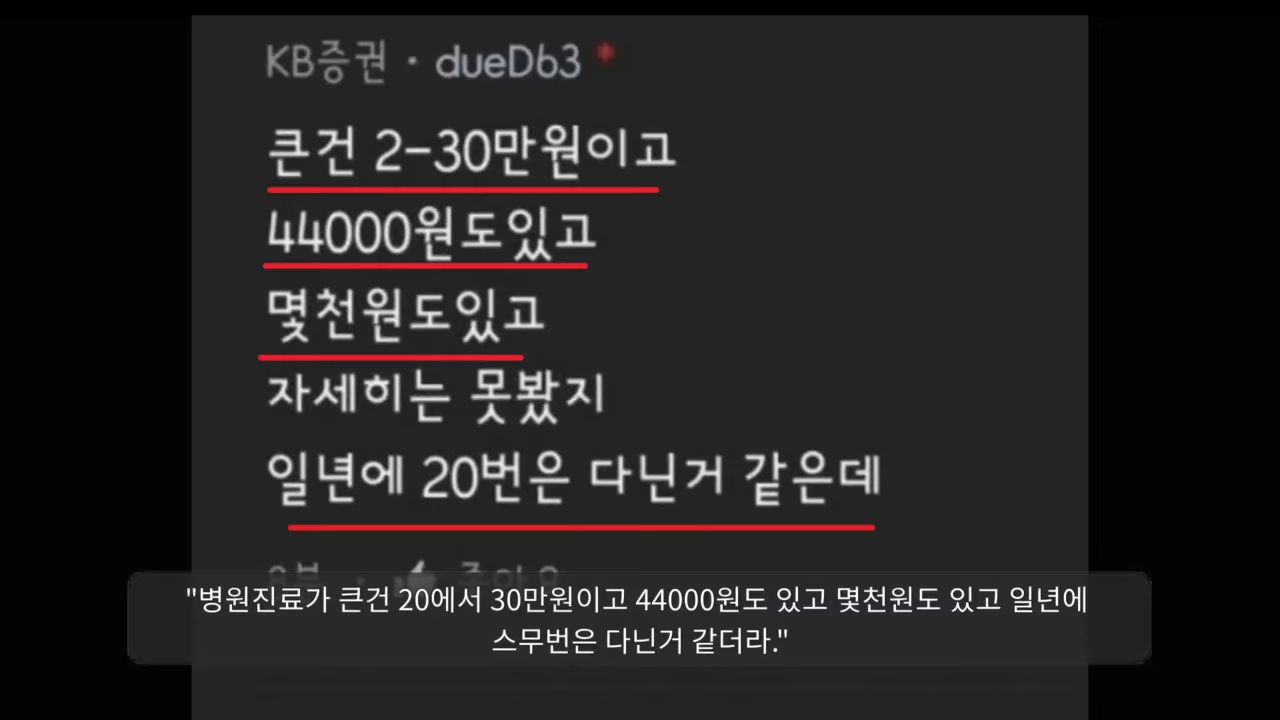 KB증권 · dueD63 *
큰건 2-30만원이고
44000원도있고
몇천원도있고
자세히는 못봤지
일년에 20번은 다닌거 같은데
"병원진료가 큰건 20에서 30만원이고 44000원도 있고 몇천원도 있고 일년에
스무번은 다닌거 같더라."